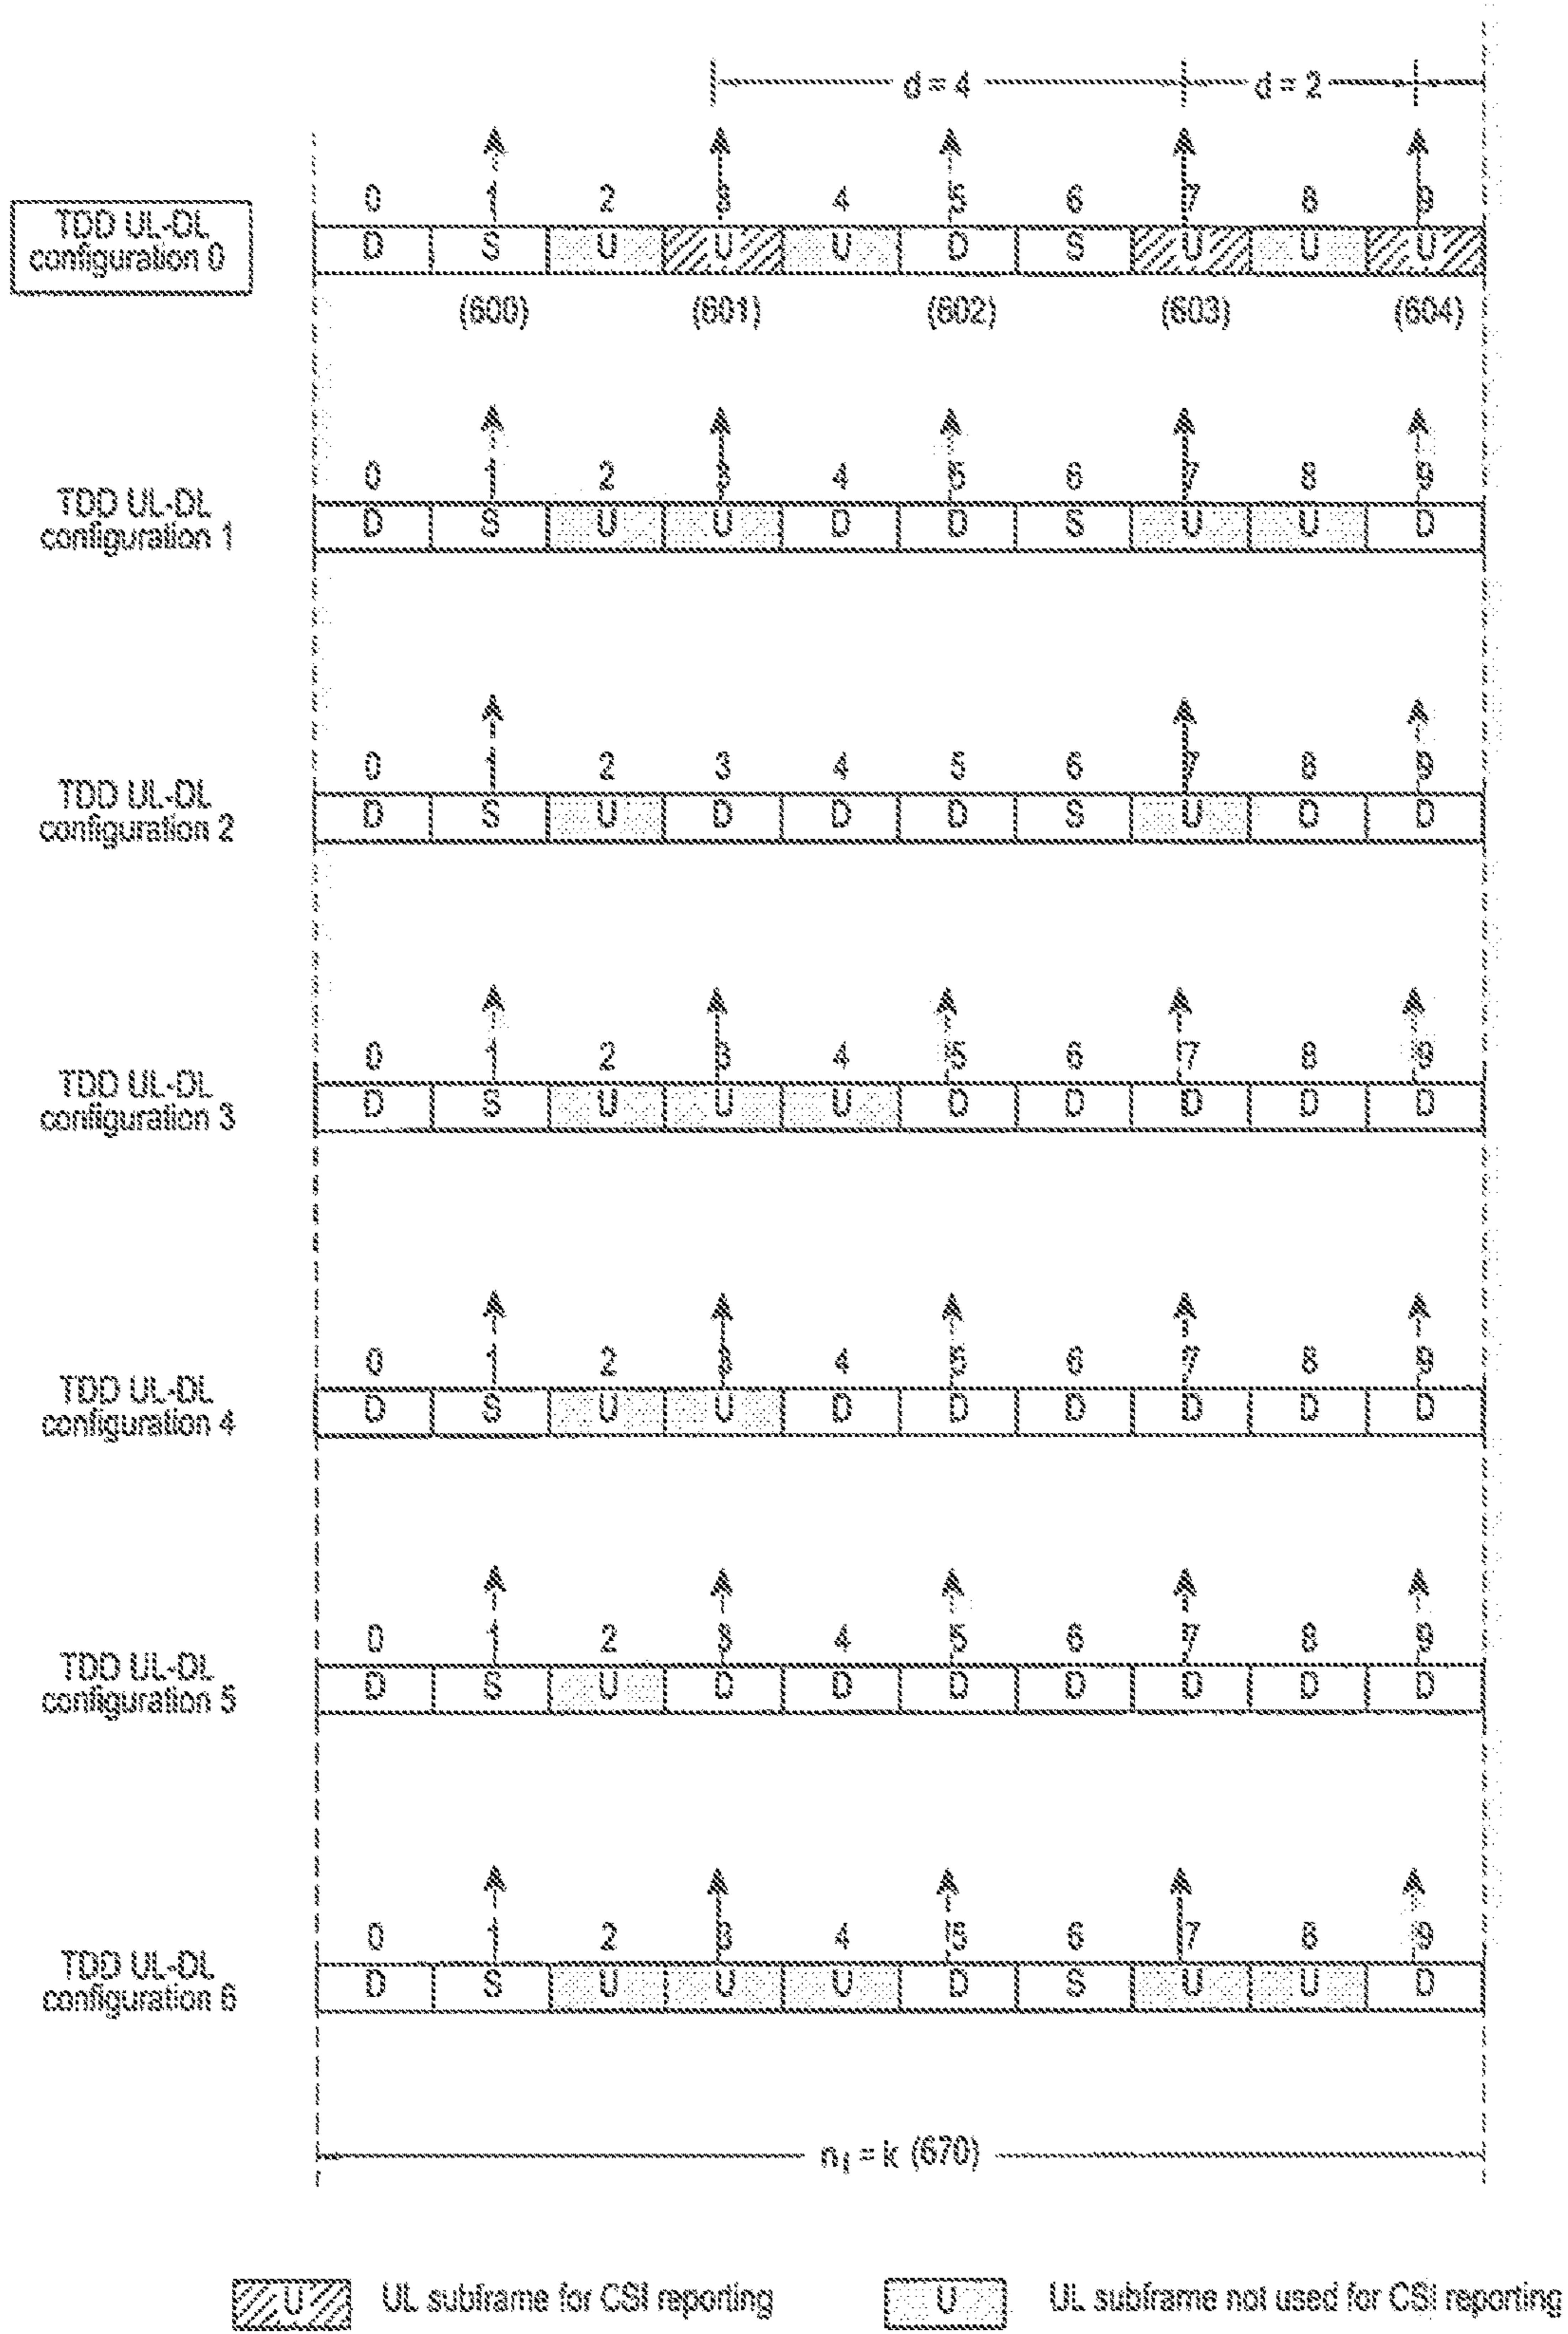 d = 4 d = 2
TDD UL-DL
configuration 0
0 1 2 3 4 5 6 7 8 9
D S U U U D S U U U
(600) (601) (602) (603) (604)
TDD UL-DL
configuration 1
0 1 2 3 4 5 6 7 8 9
D S U U D D S U U D
TDD UL-DL
configuration 2
0 1 2 3 4 5 6 7 8 9
D S U D D D S U D D
TDD UL-DL
configuration 3
0 1 2 3 4 5 6 7 8 9
D S U U U D D D D D
TDD UL-DL
configuration 4
0 1 2 3 4 5 6 7 8 9
D S U U D D D D D D
TDD UL-DL
configuration 5
0 1 2 3 4 5 6 7 8 9
D S U D D D D D D D
TDD UL-DL
configuration 6
0 1 2 3 4 5 6 7 8 9
D S U U U D S U U D
nf = k (670)
U UL subframe for CSI reporting U UL subframe not used for CSI reporting